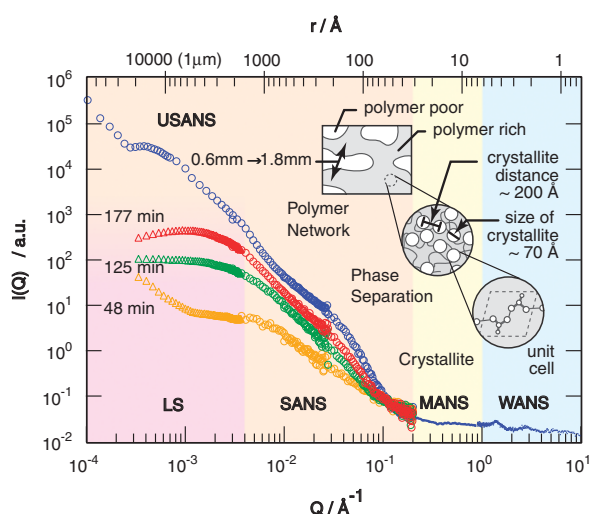 r / Å
10000 (1μm) 1000 100 10 1
10^6
10^5
10^4
10^3
10^2
10^1
10^0
10^-1
10^-2
I(Q) / a.u.
USANS
polymer poor
polymer rich
0.6mm →1.8mm
crystallite
distance
~ 200 Å
Polymer
Network
size of
crystallite
~ 70 Å
177 min
125 min
48 min
Phase
Separation
Crystallite
unit
cell
LS SANS MANS WANS
10^-4 10^-3 10^-2 10^-1 10^0 10^1
Q / Å^-1